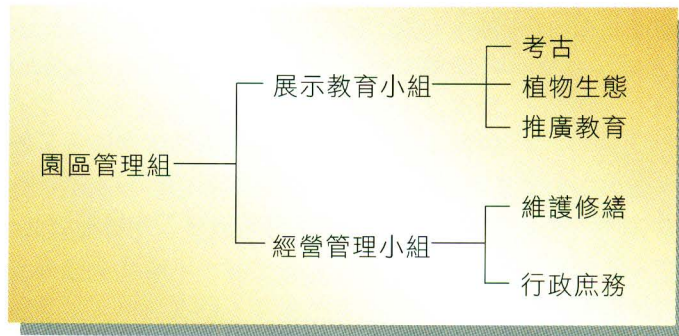 考古
展示教育小組
植物生態
推廣教育
園區管理組
維護修繕
經營管理小組
行政庶務